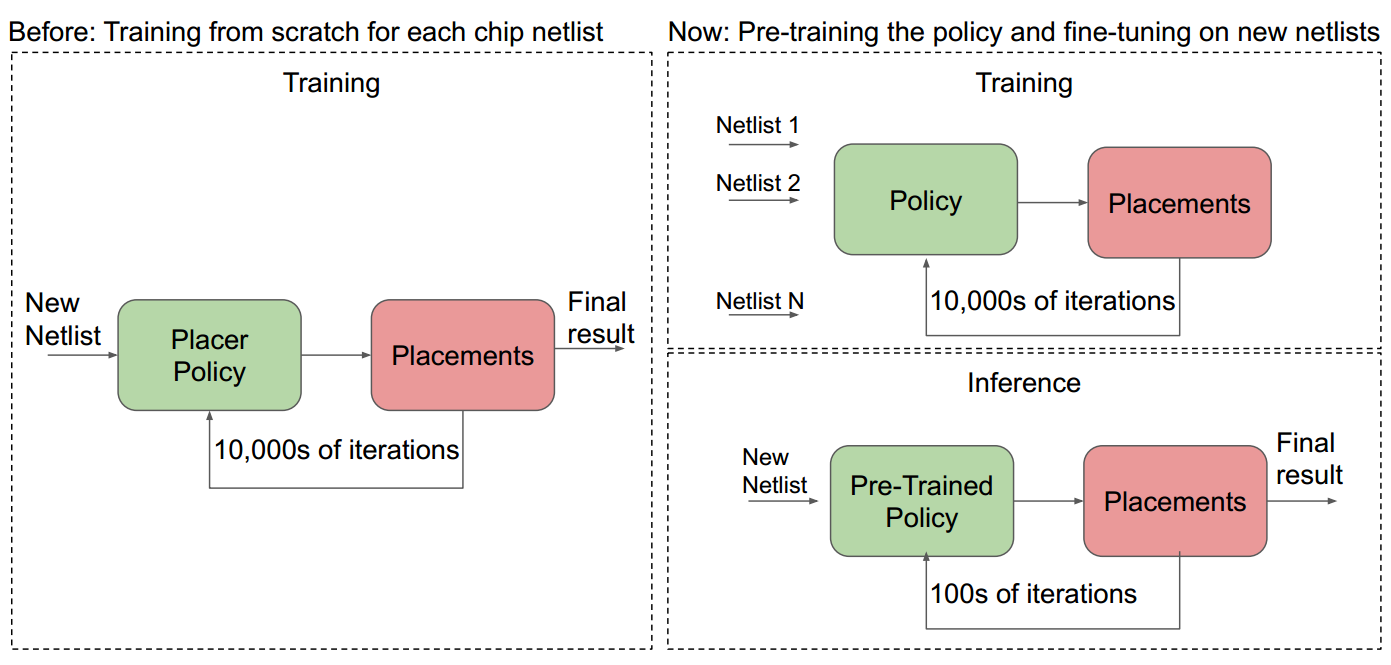 Before: Training from scratch for each chip netlist
Training
New
Netlist
Placer
Policy
Placements
Final
result
10,000s of iterations
Now: Pre-training the policy and fine-tuning on new netlists
Training
Netlist 1
Netlist 2
Netlist N
Policy
Placements
10,000s of iterations
Inference
New
Netlist
Pre-Trained
Policy
Placements
Final
result
100s of iterations